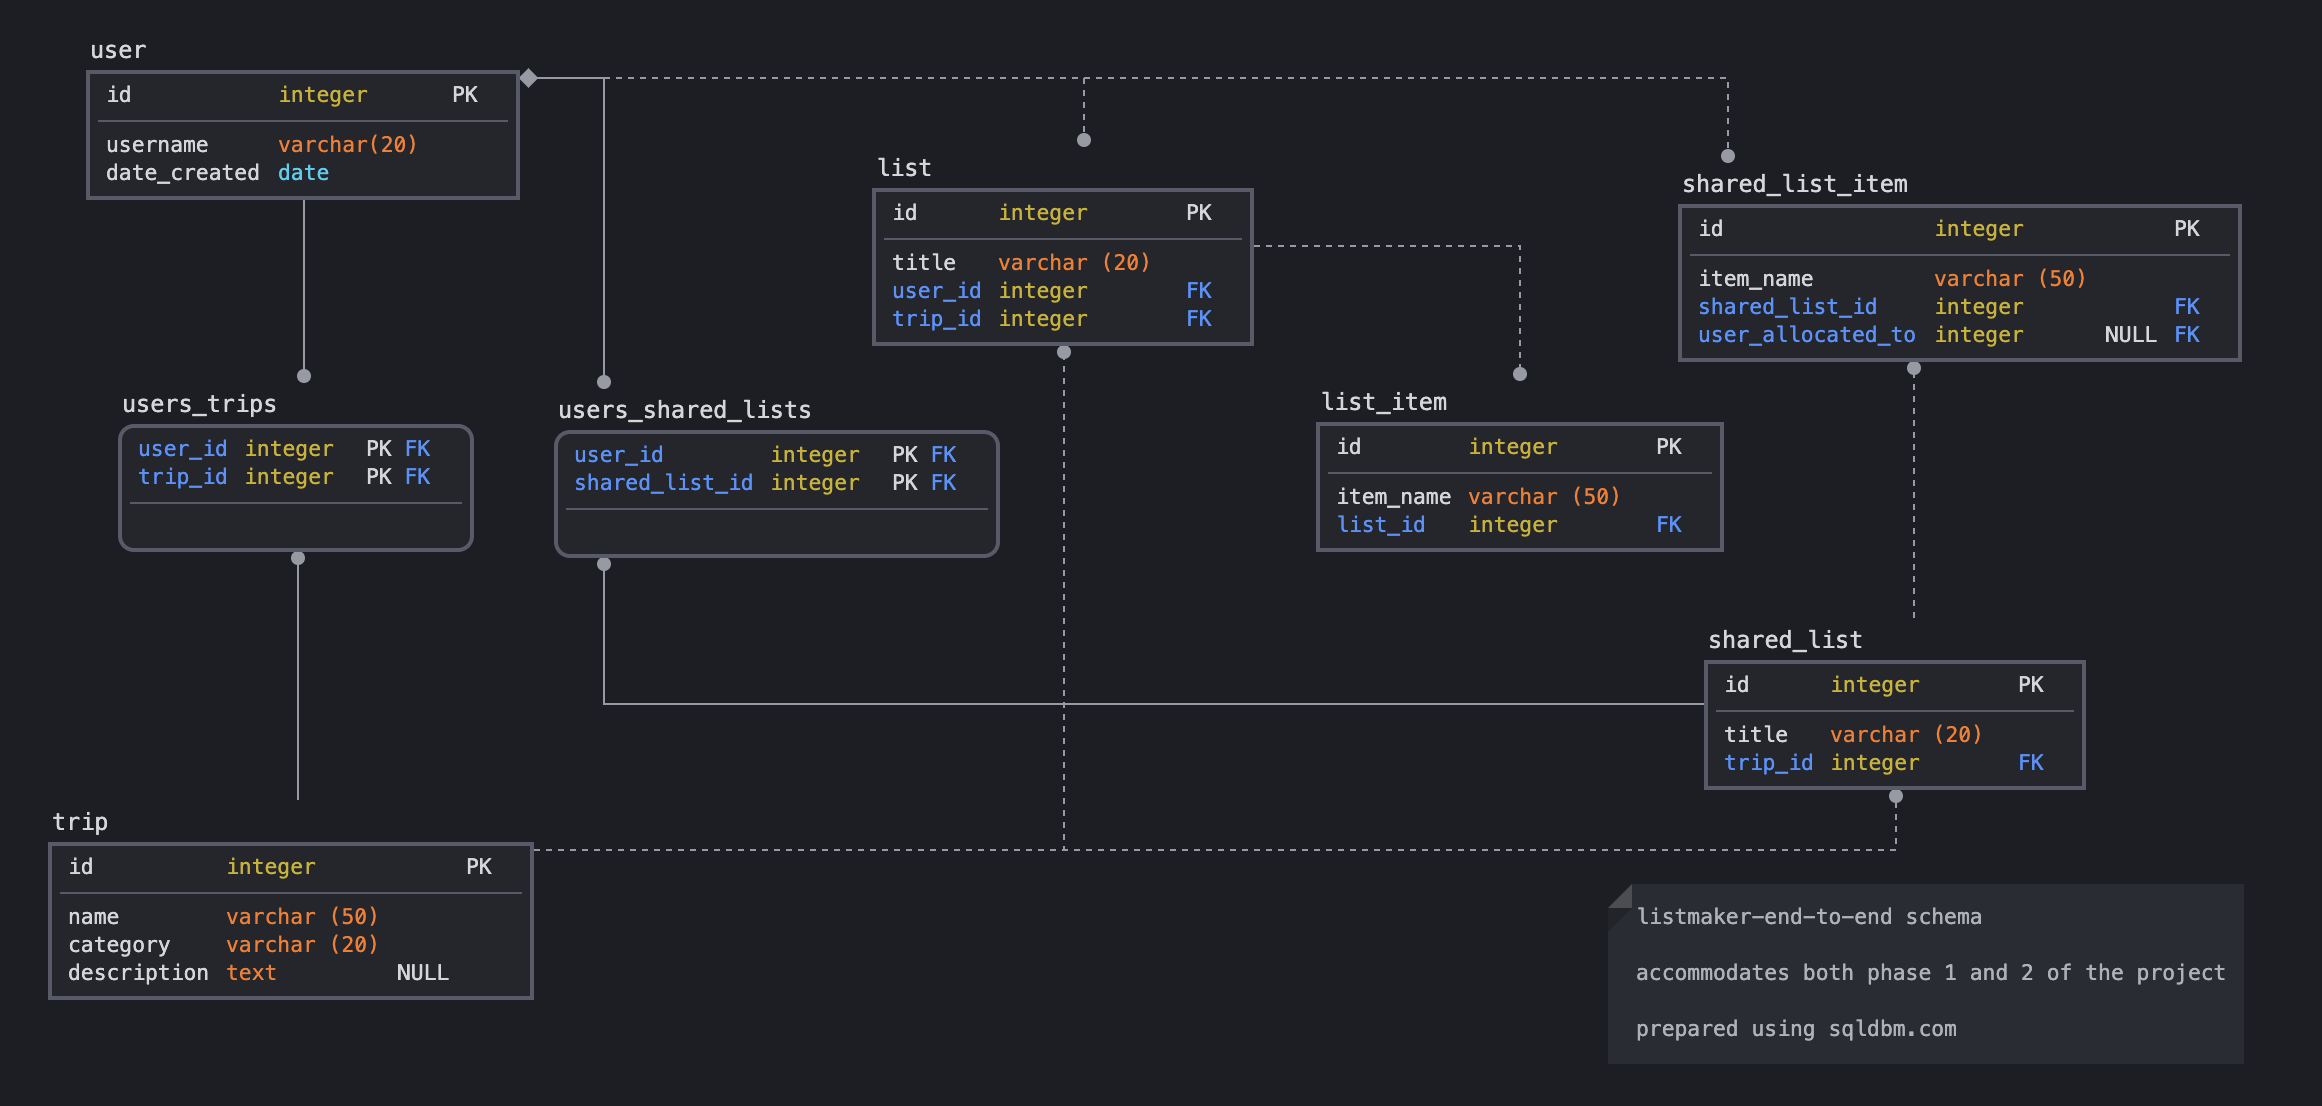 user
id integer PK
username varchar(20)
date_created date
list
id integer PK
title varchar (20)
user_id integer FK
trip_id integer FK
shared_list_item
id integer PK
item_name varchar (50)
shared_list_id integer FK
user_allocated_to integer NULL FK
users_trips
user_id integer PK FK
trip_id integer PK FK
users_shared_lists
user_id integer PK FK
shared_list_id integer PK FK
list_item
id integer PK
item_name varchar (50)
list_id integer FK
shared_list
id integer PK
title varchar (20)
trip_id integer FK
trip
id integer PK
name varchar (50)
category varchar (20)
description text NULL
listmaker-end-to-end schema
accommodates both phase 1 and 2 of the project
prepared using sqldbm.com